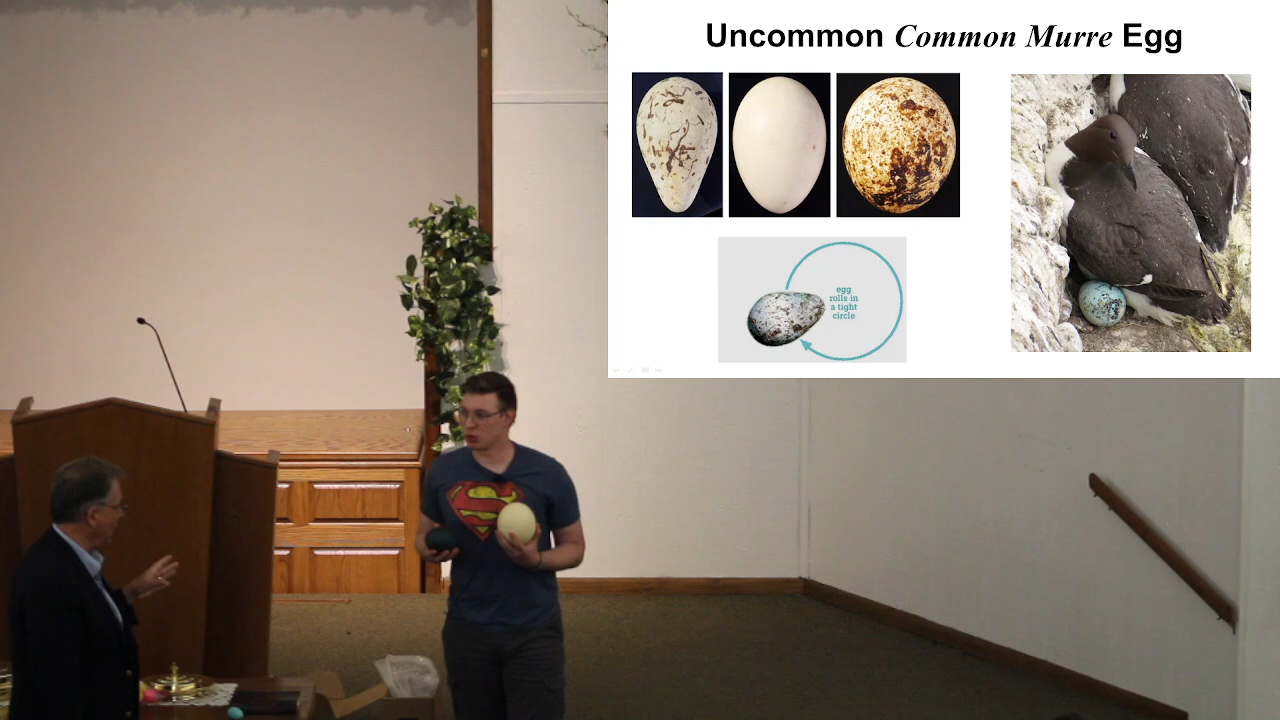 Uncommon Common Murre Egg
egg
rolls in
a tight
circle